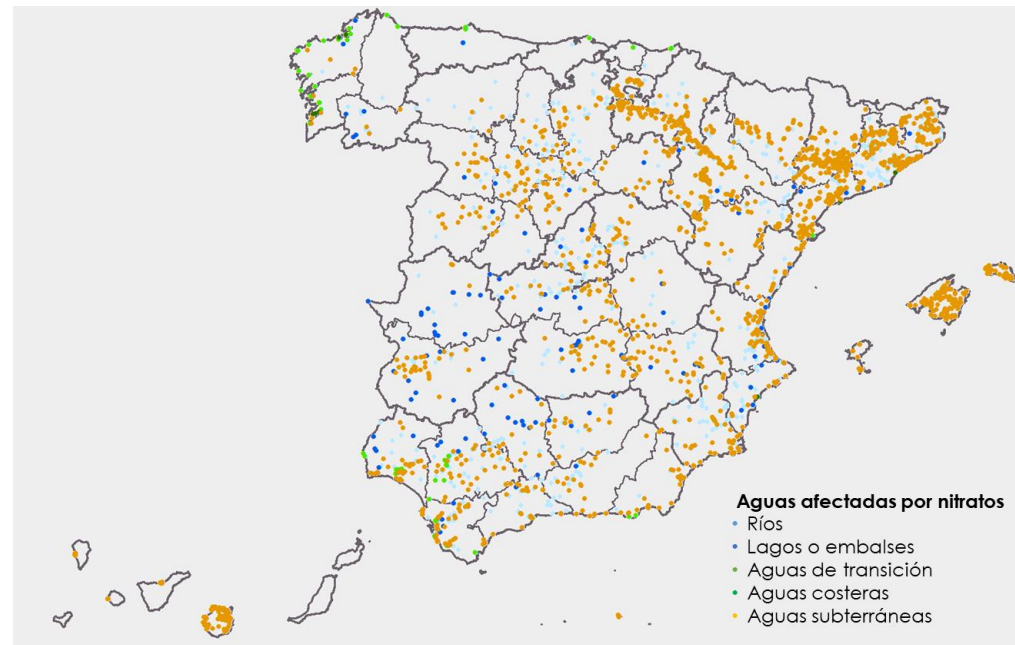 Aguas afectadas por nitratos
Ríos
Lagos o embalses
Aguas de transición
Aguas costeras
Aguas subterráneas